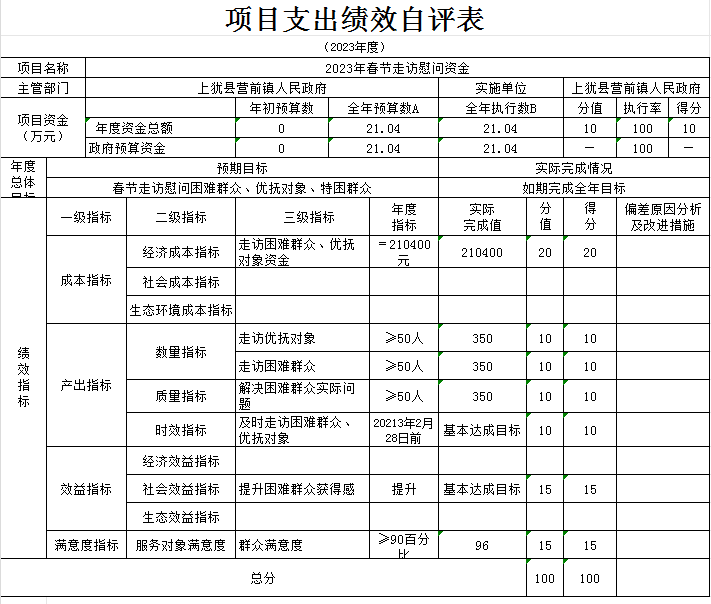 项目支出绩效自评表
（2023年度）
项目名称 2023年春节走访慰问资金
主管部门 上犹县营前镇人民政府 实施单位 上犹县营前镇人民政府
项目资金（万元） 年初预算数 全年预算数A 全年执行数B 分值 执行率 得分
年度资金总额 0 21.04 21.04 10 100 10
政府预算资金 0 21.04 21.04 — 100 —
年度总体目标 预期目标 实际完成情况
春节走访慰问困难群众、优抚对象、特困群众 如期完成全年目标
绩效指标 一级指标 二级指标 三级指标 年度指标 实际完成值 分值 得分 偏差原因分析及改进措施
成本指标 经济成本指标 走访困难群众、优抚对象资金 ＝210400元 210400 20 20
社会成本指标
生态环境成本指标
产出指标 数量指标 走访优抚对象 ≥50人 350 10 10
走访困难群众 ≥50人 350 10 10
质量指标 解决困难群众实际问题 ≥50人 350 10 10
时效指标 及时走访困难群众、优抚对象 20213年2月28日前 基本达成目标 10 10
效益指标 经济效益指标
社会效益指标 提升困难群众获得感 提升 基本达成目标 15 15
生态效益指标
满意度指标 服务对象满意度 群众满意度 ≥90百分比 96 15 15
总分 100 100